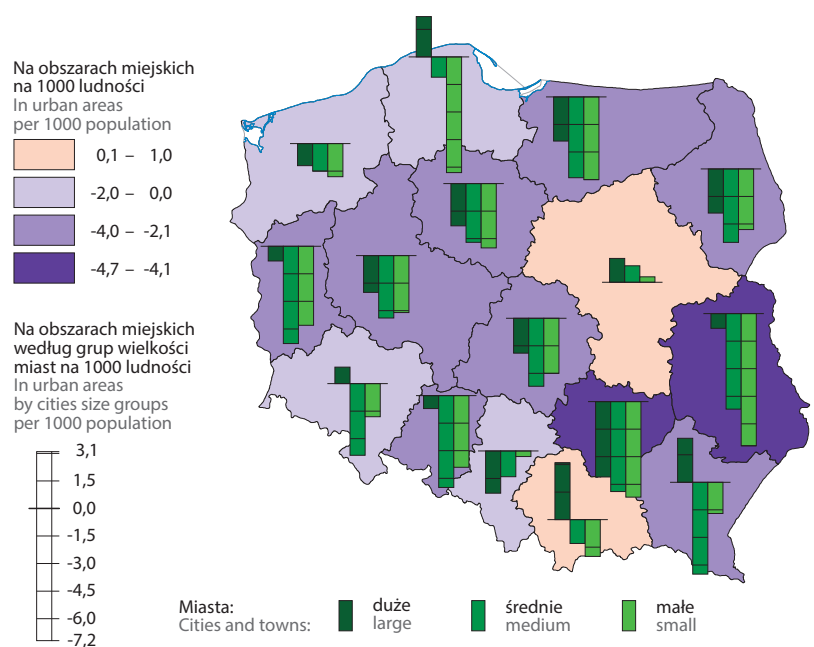 Na obszarach miejskich
na 1000 ludności
In urban areas
per 1000 population
0,1 – 1,0
-2,0 – 0,0
-4,0 – -2,1
-4,7 – -4,1
Na obszarach miejskich
według grup wielkości
miast na 1000 ludności
In urban areas
by cities size groups
per 1000 population
3,1
1,5
0,0
-1,5
-3,0
-4,5
-6,0
-7,2
Miasta: duże średnie małe
Cities and towns: large medium small